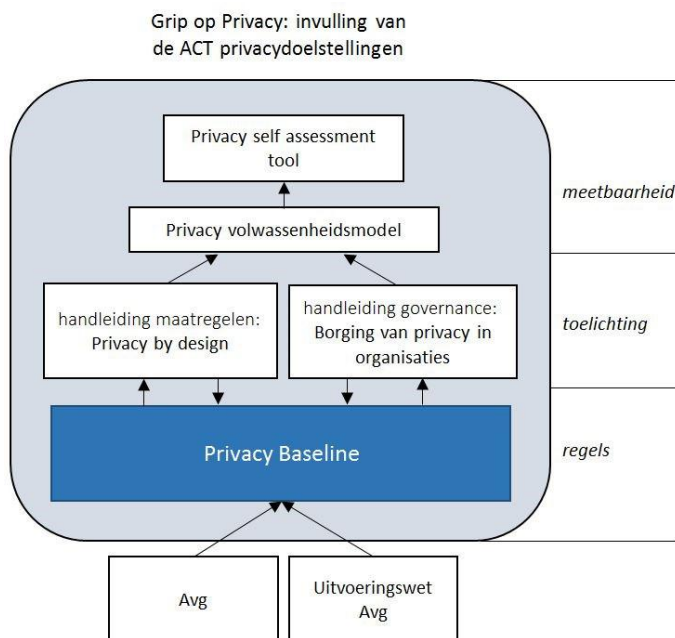 Grip op Privacy: invulling van
de ACT privacydoelstellingen
Privacy self assessment
tool
meetbaarheid
Privacy volwassenheidsmodel
handleiding maatregelen:
Privacy by design
handleiding governance:
Borging van privacy in
organisaties
toelichting
Privacy Baseline
regels
Avg
Uitvoeringswet
Avg